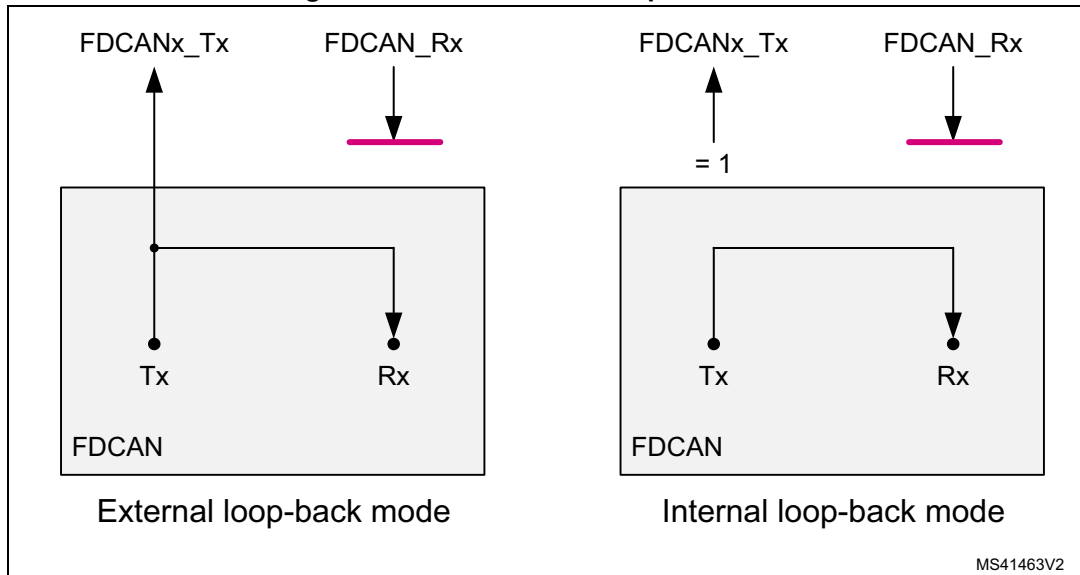 FDCANx_Tx FDCAN_Rx FDCANx_Tx FDCAN_Rx
= 1
Tx Rx Tx Rx
FDCAN FDCAN
External loop-back mode Internal loop-back mode
MS41463V2